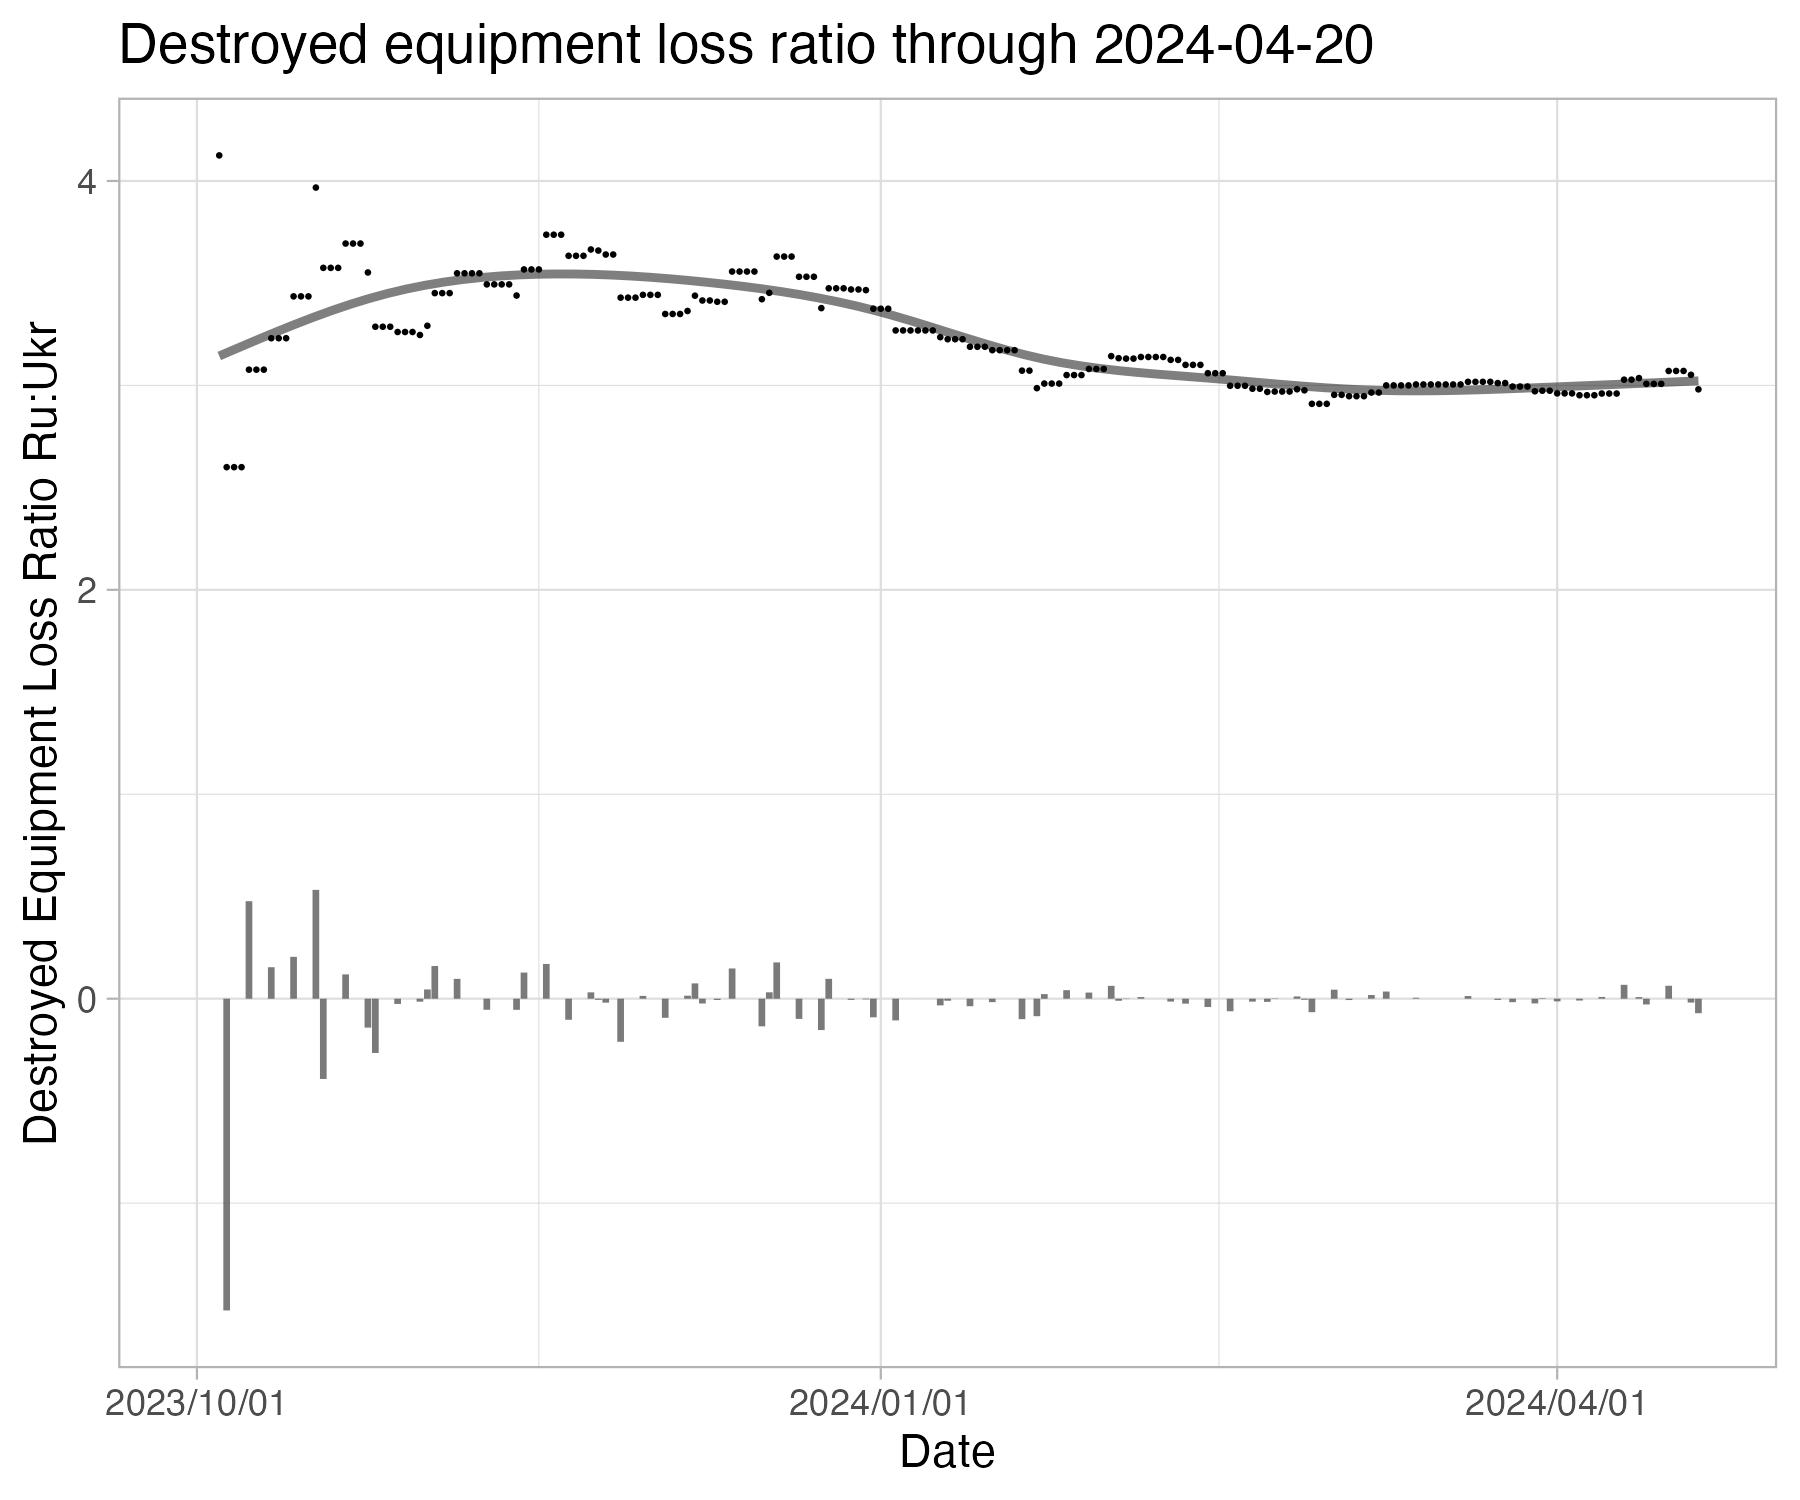 Destroyed equipment loss ratio through 2024-04-20
Destroyed Equipment Loss Ratio Ru:Ukr
4
2
0
2023/10/01
2024/01/01
2024/04/01
Date